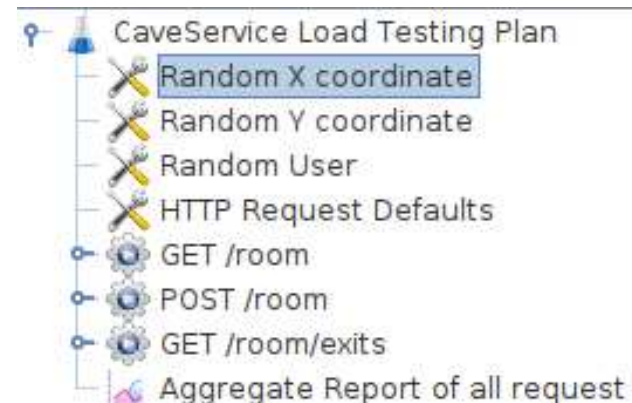 CaveService Load Testing Plan
Random X coordinate
Random Y coordinate
Random User
HTTP Request Defaults
GET /room
POST /room
GET /room/exits
Aggregate Report of all request